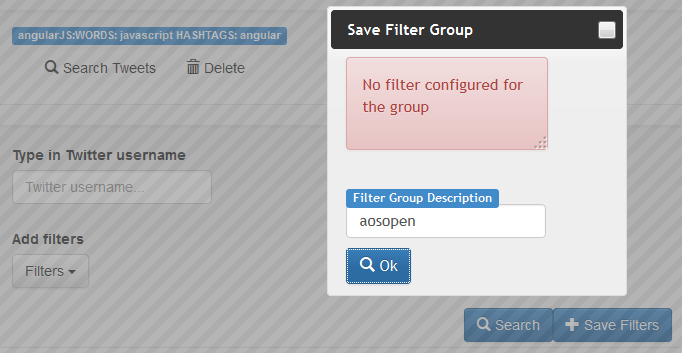 angularJS:WORDS: javascript HASHTAGS: angular
Search Tweets
Delete
Type in Twitter username
Twitter username...
Add filters
Filters
Save Filter Group
No filter configured for
the group
Filter Group Description
aosopen
Ok
Search
Save Filters